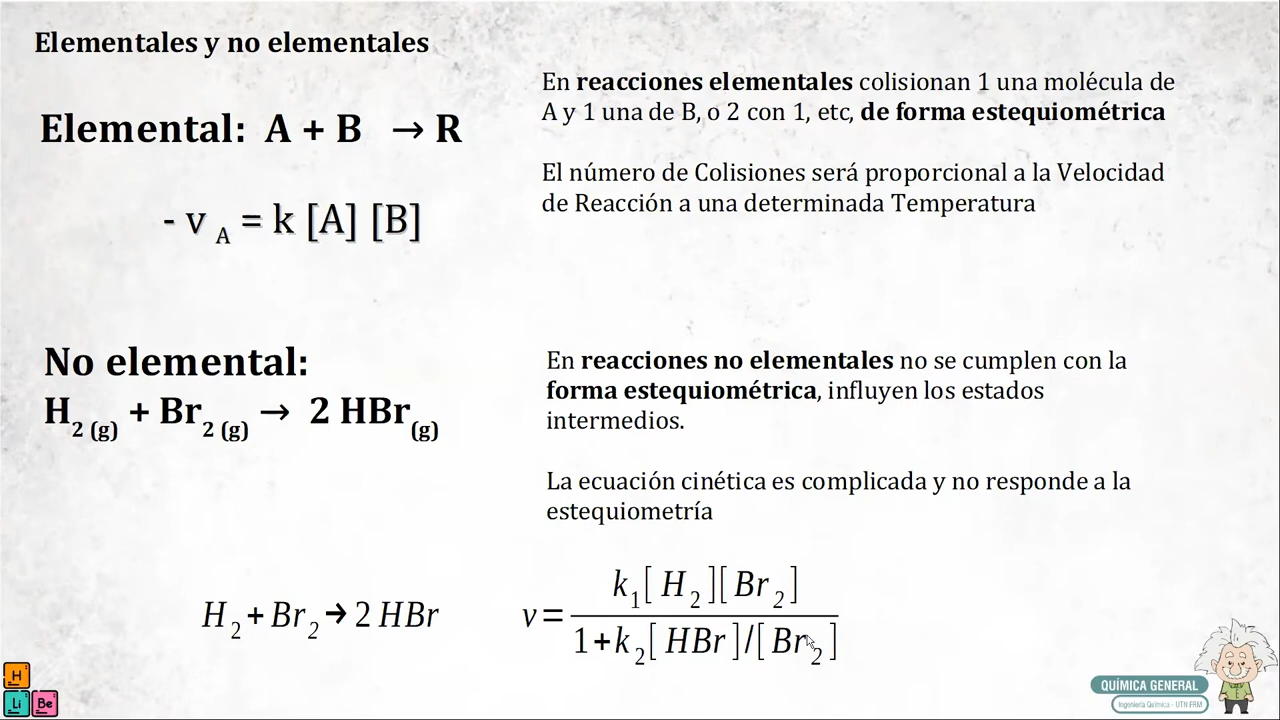 Elementales y no elementales
Elemental: A + B → R
- v A = k [A] [B]
En reacciones elementales colisionan 1 una molécula de
A y 1 una de B, o 2 con 1, etc, de forma estequiométrica
El número de Colisiones será proporcional a la Velocidad
de Reacción a una determinada Temperatura
No elemental:
H2 (g) + Br2 (g) → 2 HBr(g)
En reacciones no elementales no se cumplen con la
forma estequiométrica, influyen los estados
intermedios.
La ecuación cinética es complicada y no responde a la
estequiometría
H2 + Br2 → 2 HBr
v = k1[ H2 ][ Br2 ] / 1+k2[ HBr ]/[ Br2 ]
H
Li Be
QUÍMICA GENERAL
Ingeniería Química - UTN FRM